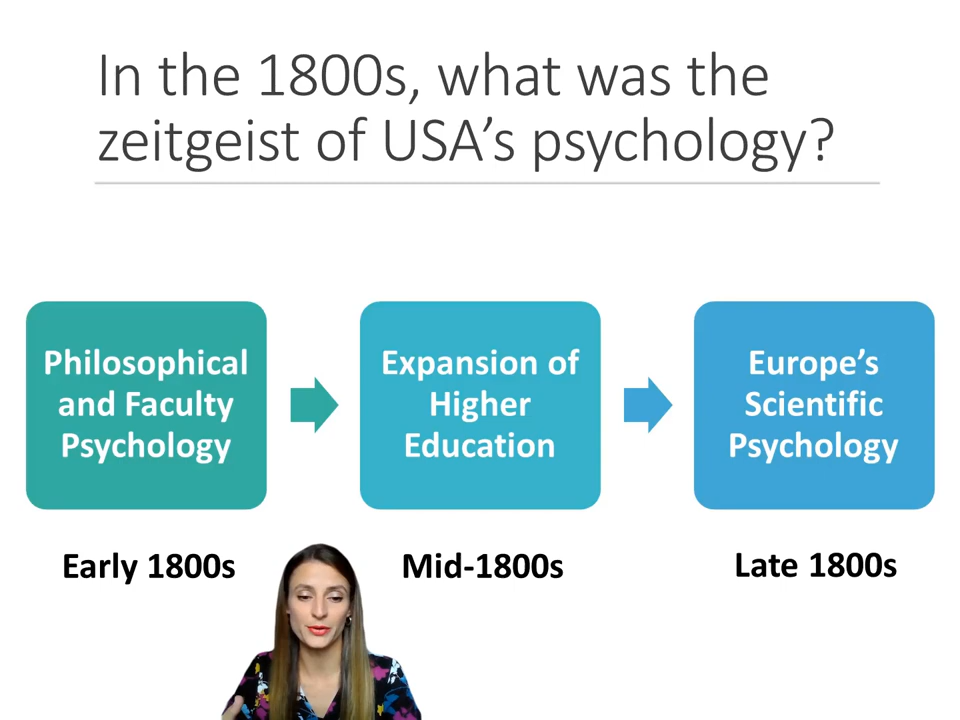 In the 1800s, what was the
zeitgeist of USA’s psychology?
Philosophical
and Faculty
Psychology
Expansion of
Higher
Education
Europe’s
Scientific
Psychology
Early 1800s
Mid-1800s
Late 1800s